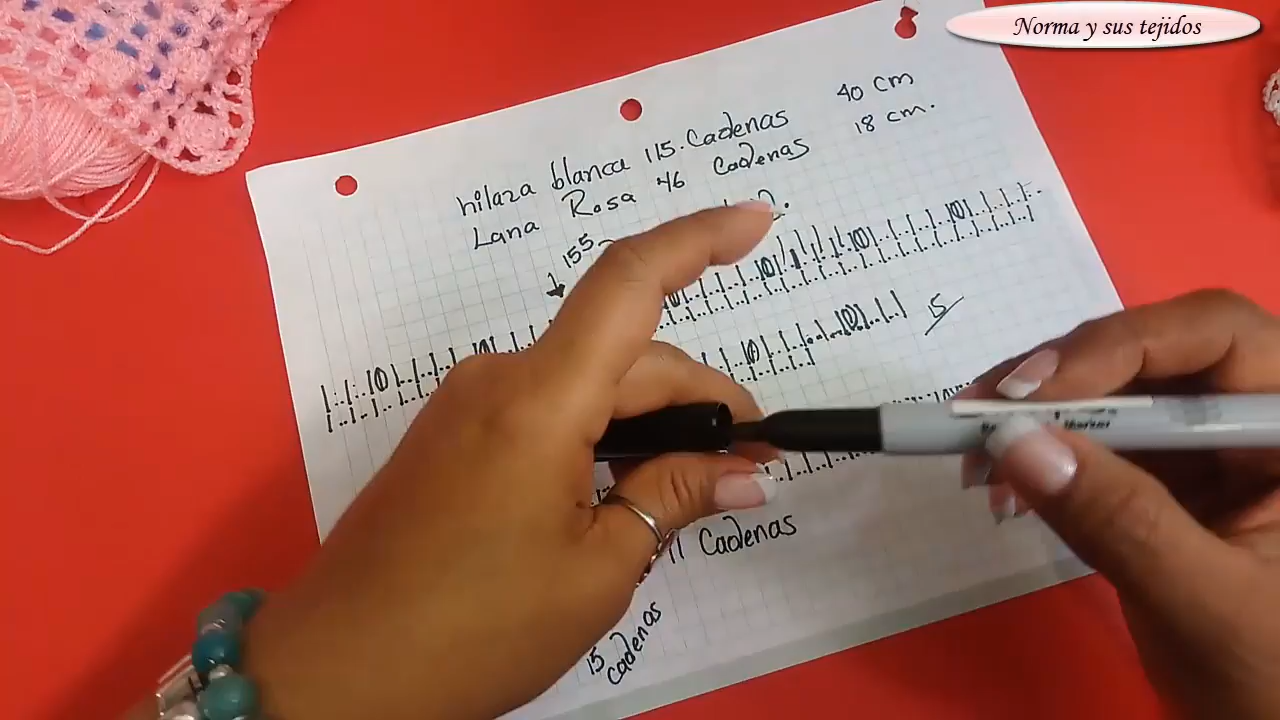 Norma y sus tejidos
hilaza blanca 115 Cadenas 40 cm
Lana Rosa 46 Cadenas 18 cm.
155
15
Marker
11 Cadenas
15
cadenas